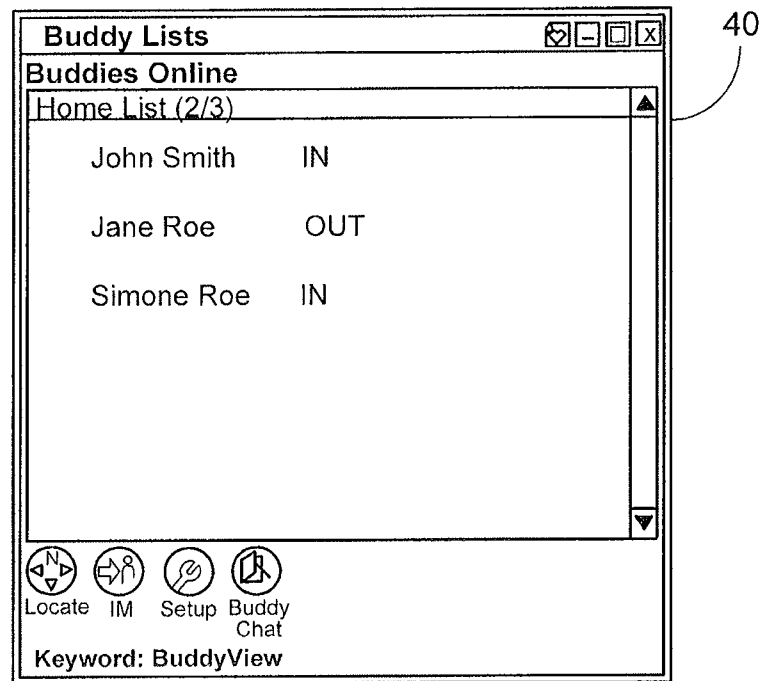 Buddy Lists
40
Buddies Online
Home List (2/3)
John Smith IN
Jane Roe OUT
Simone Roe IN
N
Locate IM Setup Buddy Chat
Keyword: BuddyView